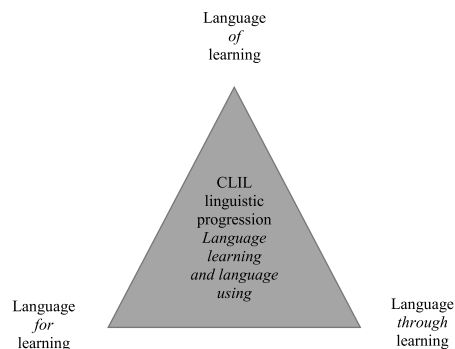 Language
of
learning
CLIL
linguistic
progression
Language
learning
and language
using
Language
for
learning
Language
through
learning